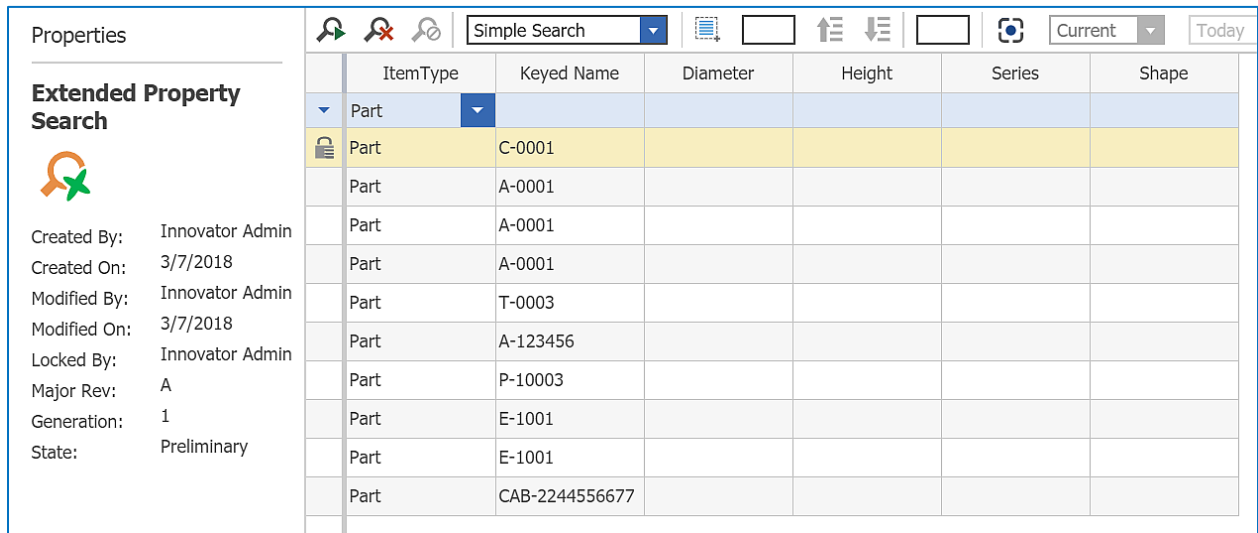 Properties
Extended Property
Search
Created By: Innovator Admin
Created On: 3/7/2018
Modified By: Innovator Admin
Modified On: 3/7/2018
Locked By: Innovator Admin
Major Rev: A
Generation: 1
State: Preliminary
Simple Search Current Today
ItemType Keyed Name Diameter Height Series Shape
Part
Part C-0001
Part A-0001
Part A-0001
Part A-0001
Part T-0003
Part A-123456
Part P-10003
Part E-1001
Part E-1001
Part CAB-2244556677